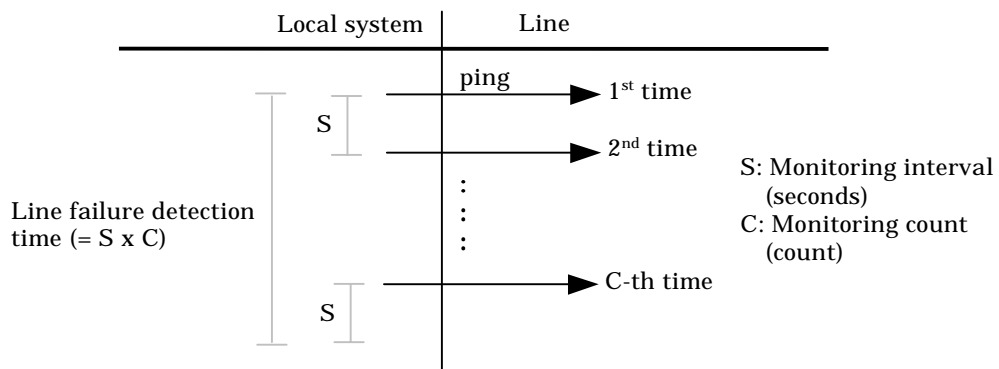 Local system
Line
ping
1st time
S
2nd time
S: Monitoring interval
(seconds)
C: Monitoring count
(count)
Line failure detection
time (= S x C)
C-th time
S